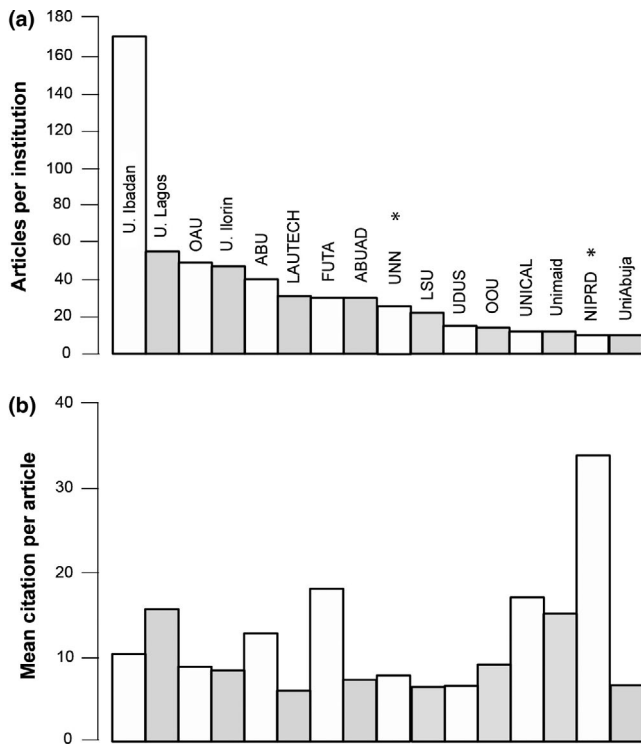 (a)
Articles per institution
180
160
140
120
100
80
60
40
20
0
U. Ibadan
U. Lagos
OAU
U. Ilorin
ABU
LAUTECH
FUTA
ABUAD
UNN *
LSU
UDUS
OOU
UNICAL
Unimaid
NIPRD *
UniAbuja
(b)
Mean citation per article
40
30
20
10
0